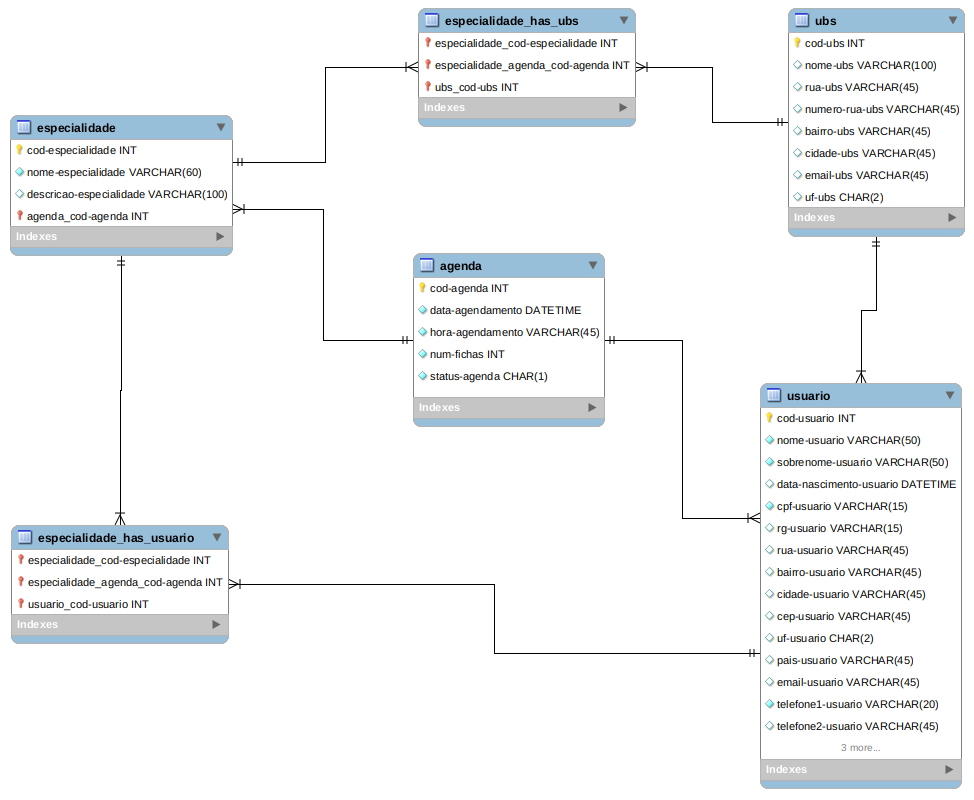 especialidade_has_ubs
especialidade_cod-especialidade INT
especialidade_agenda_cod-agenda INT
ubs_cod-ubs INT
Indexes
ubs
cod-ubs INT
nome-ubs VARCHAR(100)
rua-ubs VARCHAR(45)
numero-rua-ubs VARCHAR(45)
bairro-ubs VARCHAR(45)
cidade-ubs VARCHAR(45)
email-ubs VARCHAR(45)
uf-ubs CHAR(2)
Indexes
especialidade
cod-especialidade INT
nome-especialidade VARCHAR(60)
descricao-especialidade VARCHAR(100)
agenda_cod-agenda INT
Indexes
agenda
cod-agenda INT
data-agendamento DATETIME
hora-agendamento VARCHAR(45)
num-fichas INT
status-agenda CHAR(1)
Indexes
usuario
cod-usuario INT
nome-usuario VARCHAR(50)
sobrenome-usuario VARCHAR(50)
data-nascimento-usuario DATETIME
cpf-usuario VARCHAR(15)
rg-usuario VARCHAR(15)
rua-usuario VARCHAR(45)
bairro-usuario VARCHAR(45)
cidade-usuario VARCHAR(45)
cep-usuario VARCHAR(45)
uf-usuario CHAR(2)
pais-usuario VARCHAR(45)
email-usuario VARCHAR(45)
telefone1-usuario VARCHAR(20)
telefone2-usuario VARCHAR(45)
3 more...
Indexes
especialidade_has_usuario
especialidade_cod-especialidade INT
especialidade_agenda_cod-agenda INT
usuario_cod-usuario INT
Indexes